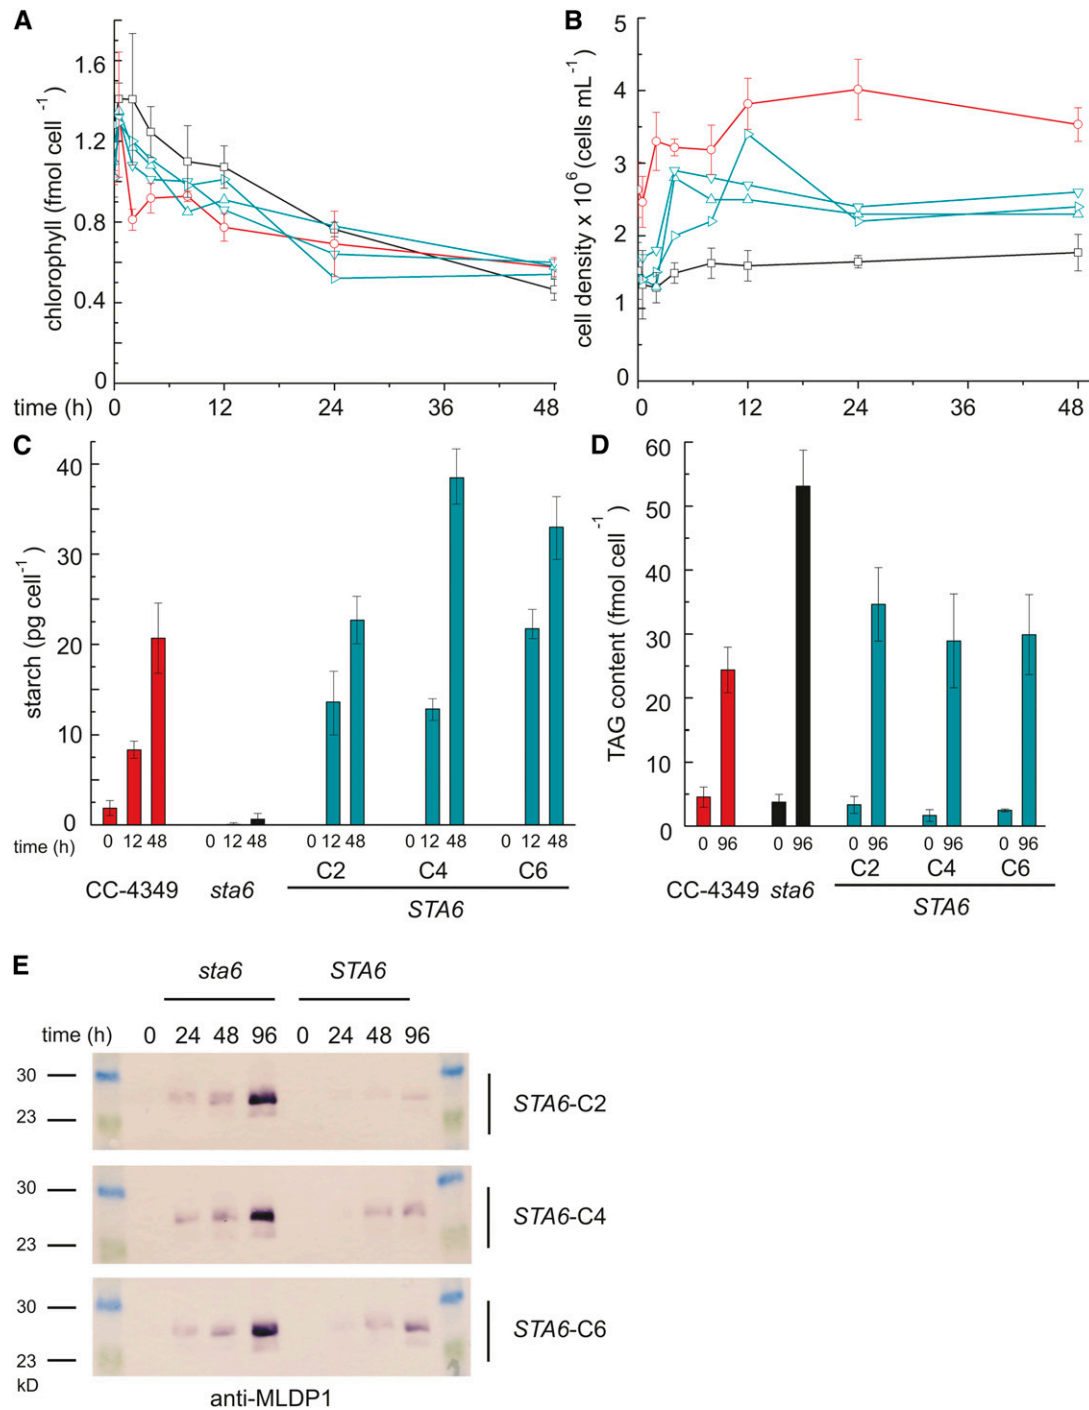 A
chlorophyll (fmol cell⁻¹)
1.6
1.2
0.8
0.4
0
time (h) 0 12 24 36 48
B
cell density x 10⁶ (cells mL⁻¹)
5
4
3
2
1
0
0 12 24 36 48
C
starch (pg cell⁻¹)
40
30
20
10
0
time (h) 0 12 48 0 12 48 0 12 48 0 12 48 0 12 48
C2 C4 C6
CC-4349 sta6
STA6
D
TAG content (fmol cell⁻¹)
60
50
40
30
20
10
0
0 96 0 96 0 96 0 96 0 96
C2 C4 C6
CC-4349 sta6
STA6
E
sta6 STA6
time (h) 0 24 48 96 0 24 48 96
30
23
STA6-C2
30
23
STA6-C4
30
23
STA6-C6
kD
anti-MLDP1